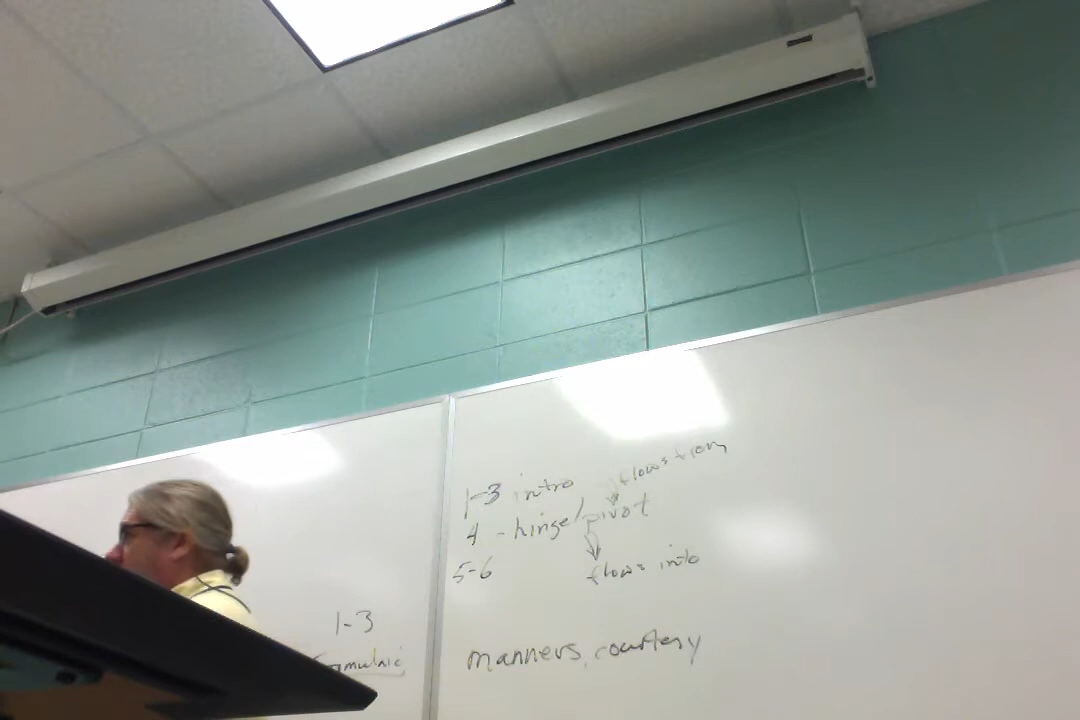 1-3
1-3 intro flows from
4 - hinge/pivot
5-6 flows into
manners, courtesy